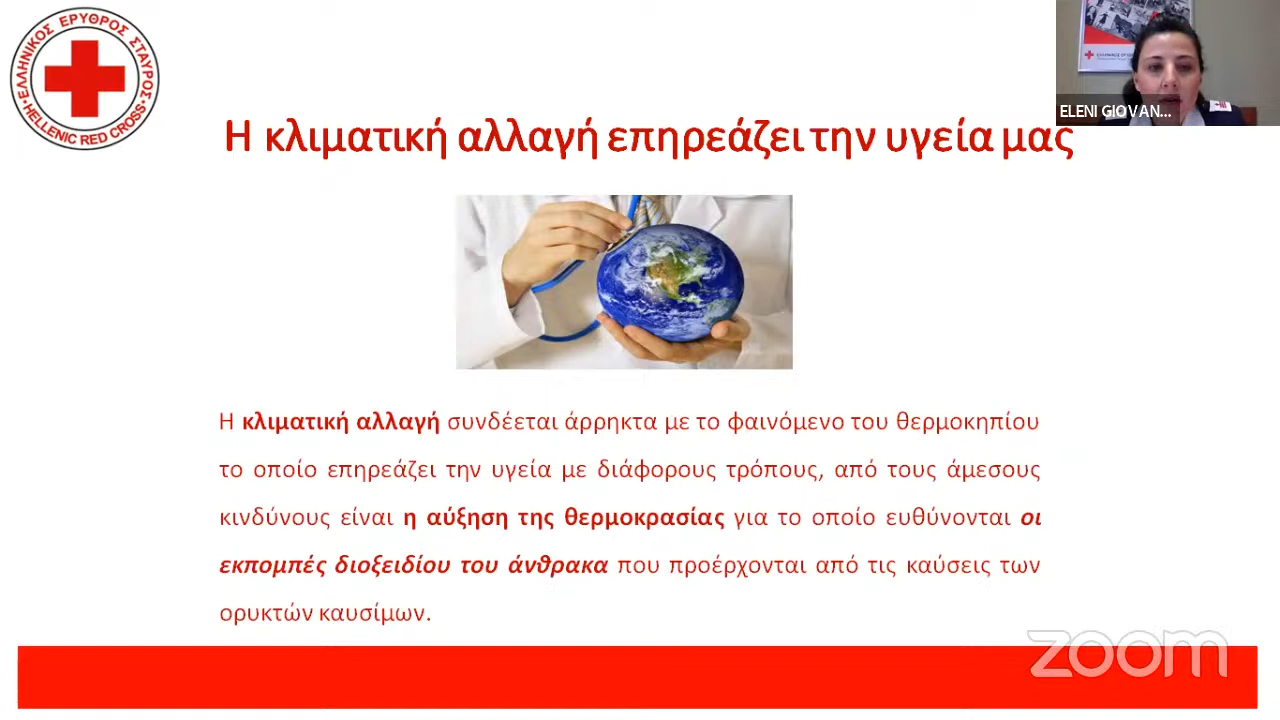 ΕΛΛΗΝΙΚΟΣ ΕΡΥΘΡΟΣ ΣΤΑΥΡΟΣ
HELLENIC RED CROSS
ELENI GIOVAN...
Η κλιματική αλλαγή επηρεάζει την υγεία μας
Η κλιματική αλλαγή συνδέεται άρρηκτα με το φαινόμενο του θερμοκηπίου
το οποίο επηρεάζει την υγεία με διάφορους τρόπους, από τους άμεσους
κινδύνους είναι η αύξηση της θερμοκρασίας για το οποίο ευθύνονται οι
εκπομπές διοξειδίου του άνθρακα που προέρχονται από τις καύσεις των
ορυκτών καυσίμων.
zoom